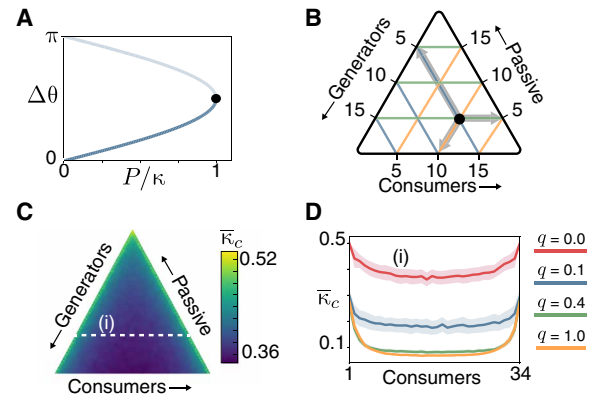 A
π
Δθ
0
0
1
P/κ
B
5
10
15
← Generators
15
10
5
← Passive
5
10
15
Consumers →
C
← Generators
(i)
← Passive
Consumers →
κ̅c
0.52
0.36
D
0.5
κ̅c
0.1
(i)
1
Consumers
34
q = 0.0
q = 0.1
q = 0.4
q = 1.0